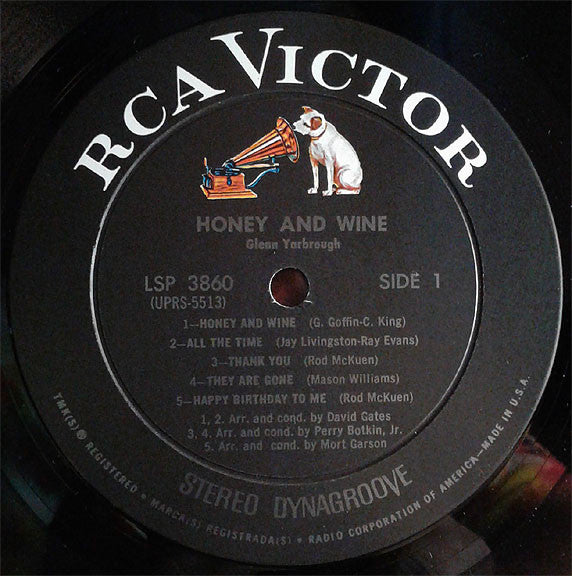 RCA VICTOR
HONEY AND WINE
Glenn Yarbrough
LSP 3860 SIDE 1
(UPRS-5513)
1—HONEY AND WINE (G. Goffin-C. King)
2—ALL THE TIME (Jay Livingston-Ray Evans)
3—THANK YOU (Rod McKuen)
4—THEY ARE GONE (Mason Williams)
5—HAPPY BIRTHDAY TO ME (Rod McKuen)
1, 2. Arr. and cond. by David Gates
3, 4. Arr. and cond. by Perry Botkin, Jr.
5. Arr. and cond. by Mort Garson
STEREO DYNAGROOVE
TMK(S) ® REGISTERED • MARCA(S) REGISTRADA(S) • RADIO CORPORATION OF AMERICA—MADE IN U.S.A.